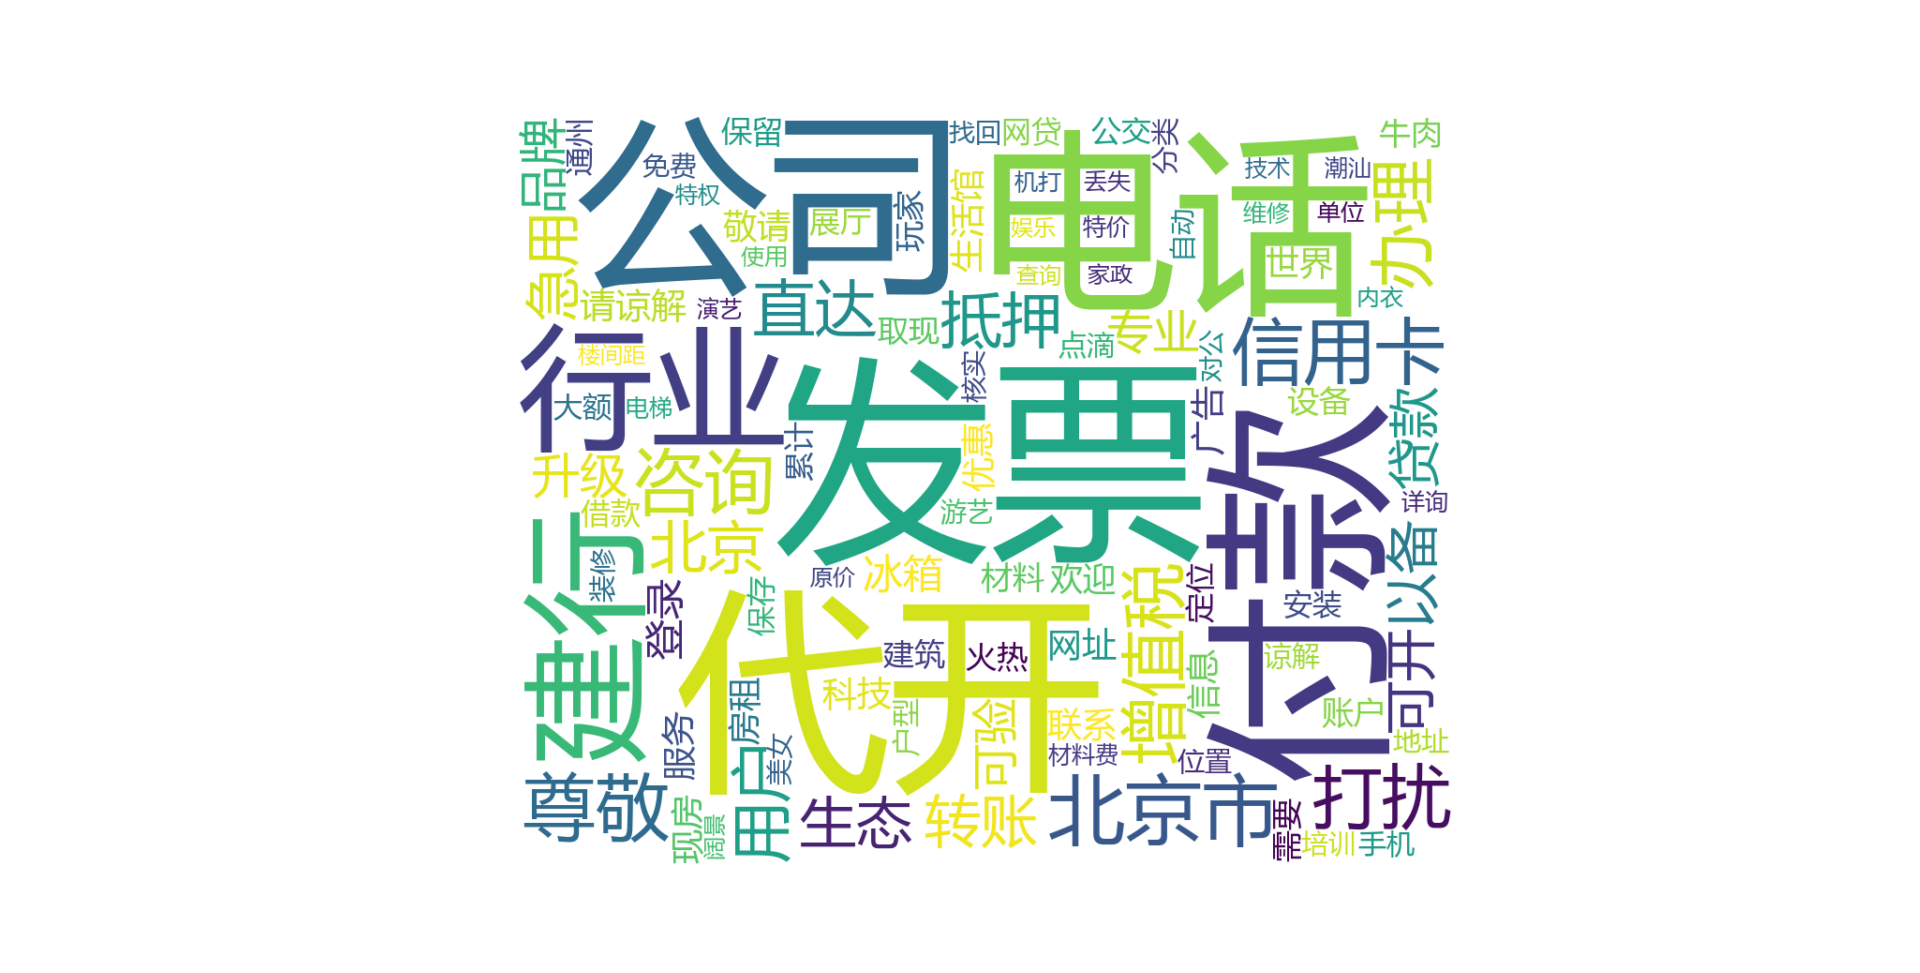 品牌
通州
免费
特权
公司
保留
敬请
使用
展厅
玩家
生活馆
找回
网贷
公交
分类
机打
丢失
娱乐
特价
查询
家政
电话
自动
技术
潮汕
维修
单位
世界
内衣
牛肉
办理
急用
请谅解
演艺
直达
取现
抵押
点滴
专业
对公
信用卡
行业
楼间距
大额
电梯
累计
发票
核实
优惠
游艺
广告
设备
贷款
详询
升级
咨询
借款
北京
付款
以备
建行
装修
登录
保存
原价
冰箱
材料
欢迎
增值税
定位
安装
代开
建筑
火热
网址
科技
户型
可验
联系
材料费
信息
位置
谅解
账户
可开
地址
尊敬
服务
房租
美女
用户
现房
阔景
生态
转账
北京市
需要
打扰
培训
手机